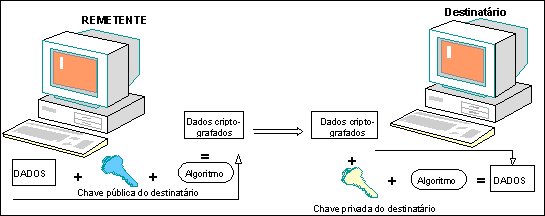 REMETENTE
Destinatário
Dados cripto-
grafados
Dados cripto-
grafados
=
+
DADOS + + Algoritmo
Chave pública do destinatário
+ Algoritmo = DADOS
Chave privada do destinatário